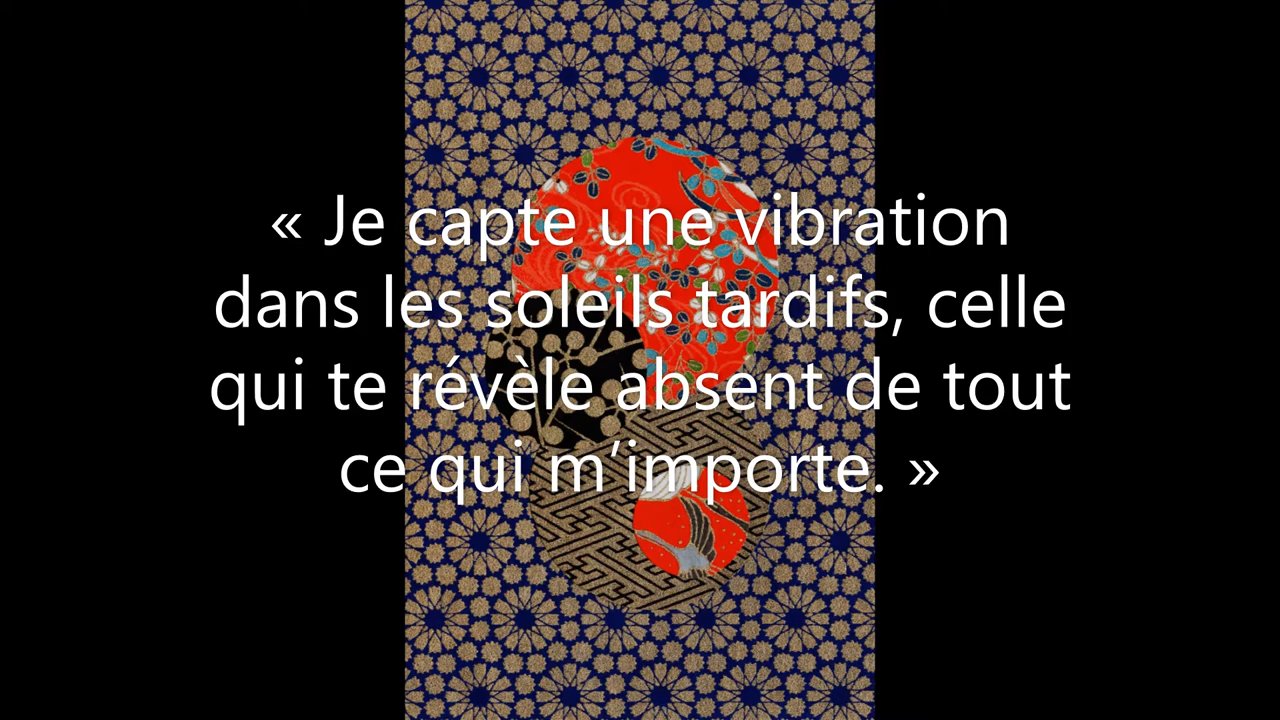 « Je capte une vibration
dans les soleils tardifs, celle
qui te révèle absent de tout
ce qui m’importe. »